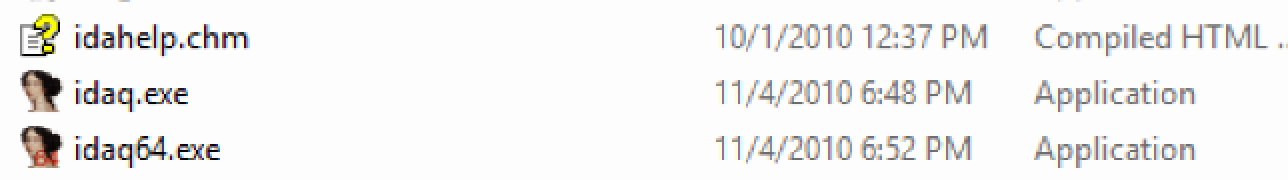 idahelp.chm 10/1/2010 12:37 PM Compiled HTML ...
idaq.exe 11/4/2010 6:48 PM Application
idaq64.exe 11/4/2010 6:52 PM Application